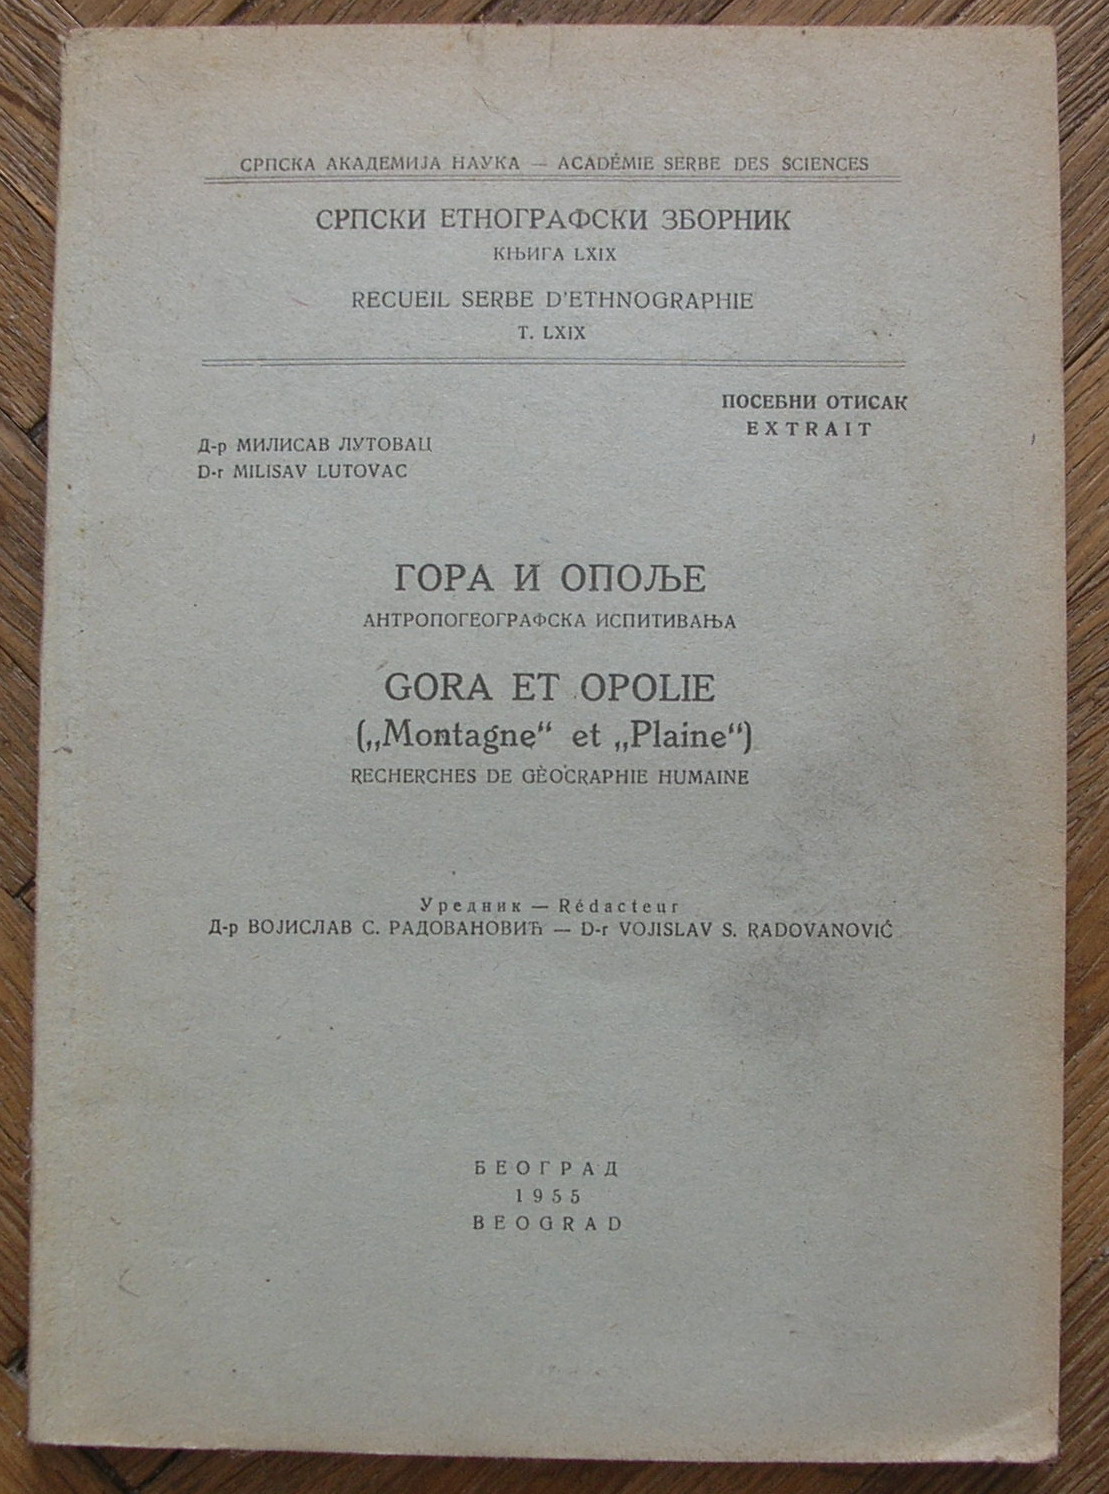 СРПСКА АКАДЕМИЈА НАУКА — ACADÉMIE SERBE DES SCIENCES
СРПСКИ ЕТНОГРАФСКИ ЗБОРНИК
КЊИГА LXIX
RECUEIL SERBE D'ETHNOGRAPHIE
T. LXIX
ПОСЕБНИ ОТИСАК
EXTRAIT
Д-р МИЛИСАВ ЛУТОВАЦ
D-r MILISAV LUTOVAC
ГОРА И ОПОЉЕ
АНТРОПОГЕОГРАФСКА ИСПИТИВАЊА
GORA ET OPOLIE
(„Montagne“ et „Plaine“)
RECHERCHES DE GÈOCRAPHIE HUMAINE
Уредник — Rédacteur
Д-р ВОЈИСЛАВ С. РАДОВАНОВИЋ — D-r VOJISLAV S. RADOVANOVIĆ
БЕОГРАД
1955
BEOGRAD